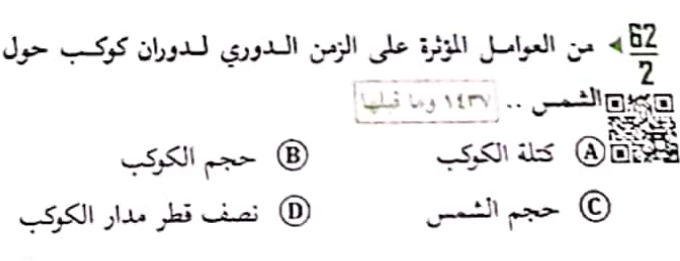 62
2
◀ من العوامل المؤثرة على الزمن الدوري لدوران كوكب حول
الشمس .. ١٤٣٧ وما قبلها
A كتلة الكوكب
B حجم الكوكب
C حجم الشمس
D نصف قطر مدار الكوكب